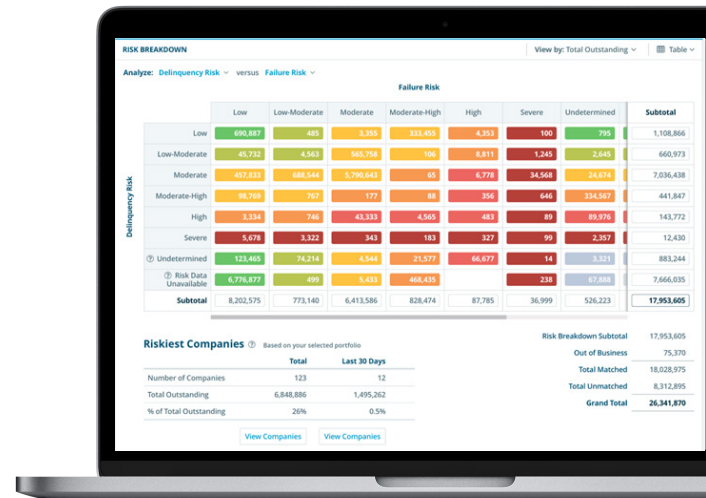 RISK BREAKDOWN View by: Total Outstanding Table
Analyze: Delinquency Risk versus Failure Risk
Failure Risk
Low Low-Moderate Moderate Moderate-High High Severe Undetermined Subtotal
Delinquency Risk
Low 690,887 485 3,355 333,455 4,353 100 795 1,108,866
Low-Moderate 45,732 4,563 565,758 106 8,811 1,245 2,645 660,973
Moderate 457,833 688,544 5,790,643 65 6,778 34,568 24,674 7,036,438
Moderate-High 98,769 767 177 88 356 646 334,567 441,847
High 3,334 746 43,333 4,565 483 89 89,976 143,772
Severe 5,678 3,322 343 183 327 99 2,357 12,430
? Undetermined 123,465 74,214 4,544 21,577 66,677 14 3,321 883,244
? Risk Data
Unavailable 6,776,877 499 5,433 468,435 238 67,888 7,666,035
Subtotal 8,202,575 773,140 6,413,586 828,474 87,785 36,999 526,223 17,953,605
Riskiest Companies ? Based on your selected portfolio
Total Last 30 Days
Number of Companies 123 12
Total Outstanding 6,848,886 1,495,262
% of Total Outstanding 26% 0.5%
View Companies View Companies
Risk Breakdown Subtotal 17,953,605
Out of Business 75,370
Total Matched 18,028,975
Total Unmatched 8,312,895
Grand Total 26,341,870